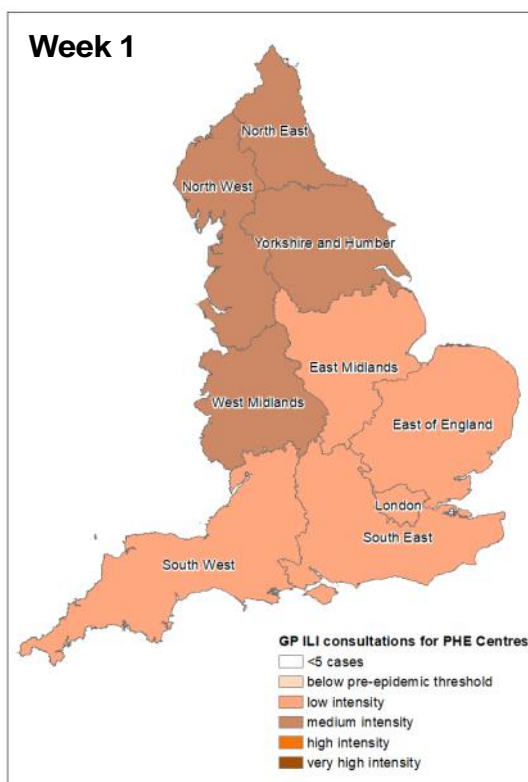 Week 1
North East
North West
Yorkshire and Humber
East Midlands
West Midlands
East of England
London
South East
South West
GP ILI consultations for PHE Centres
<5 cases
below pre-epidemic threshold
low intensity
medium intensity
high intensity
very high intensity